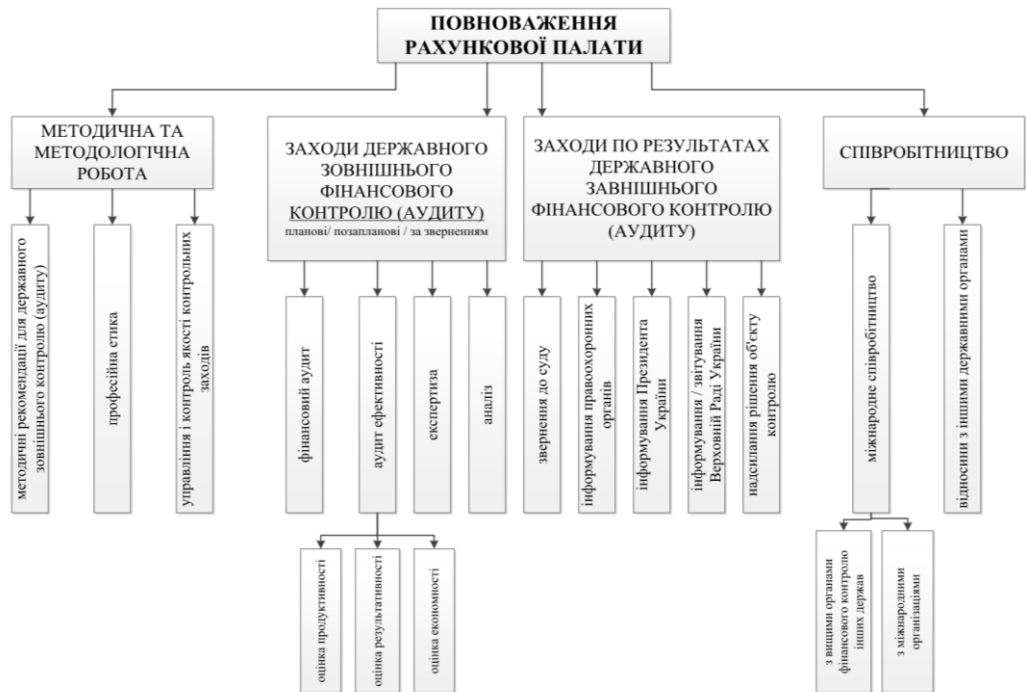 ПОВНОВАЖЕННЯ
РАХУНКОВОЇ ПАЛАТИ
МЕТОДИЧНА ТА
МЕТОДОЛОГІЧНА
РОБОТА
ЗАХОДИ ДЕРЖАВНОГО
ЗОВНІШНЬОГО
ФІНАНСОВОГО
КОНТРОЛЮ (АУДИТУ)
планові/ позапланові / за зверненням
ЗАХОДИ ПО РЕЗУЛЬТАТАХ
ДЕРЖАВНОГО
ЗАВНІШНЬОГО
ФІНАНСОВОГО КОНТРОЛЮ
(АУДИТУ)
СПІВРОБІТНИЦТВО
методичні рекомендації для державного
зовнішнього контролю (аудиту)
професійна етика
управління і контроль якості контрольних
заходів
фінансовий аудит
аудит ефективності
експертиза
аналіз
звернення до суду
інформування правоохоронних
органів
інформування Президента
України
інформування / звітування
Верховній Раді України
надсилання рішення об'єкту
контролю
міжнародне співробітництво
відносини з іншими державними органами
оцінка продуктивності
оцінка результативності
оцінка економності
з вищими органами
фінансового контролю
інших держав
з міжнародними
організаціями